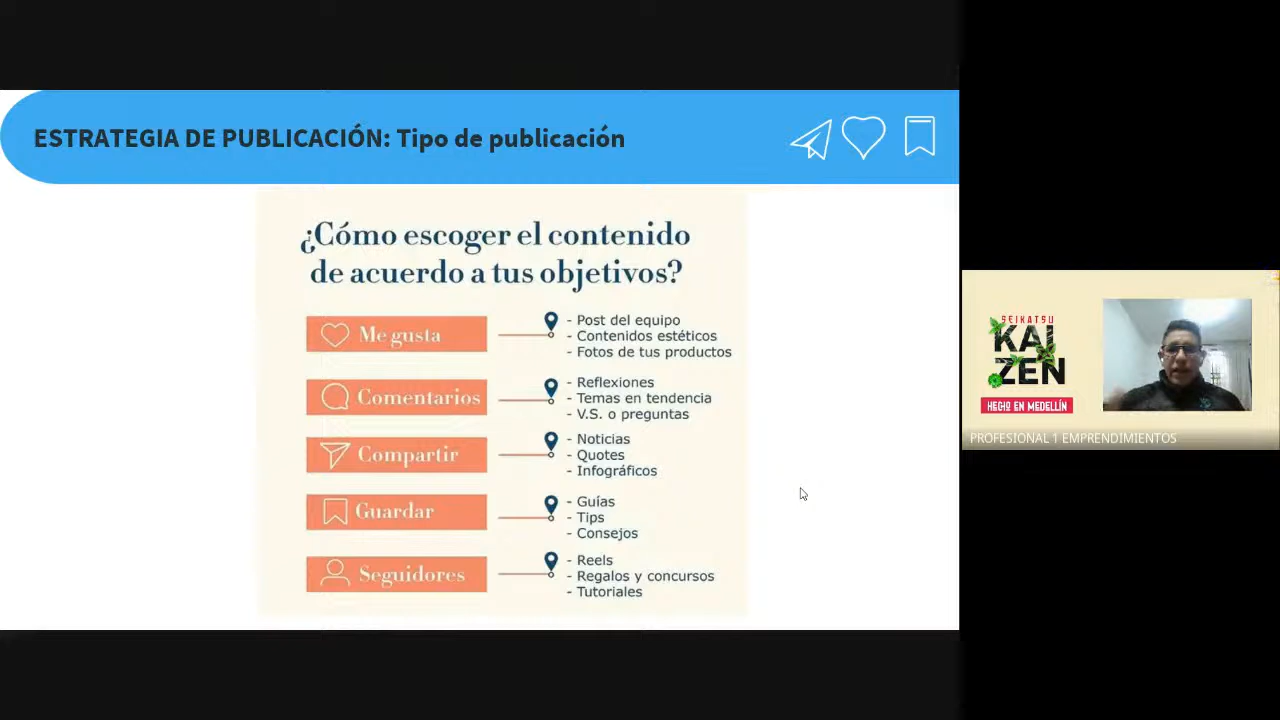 ESTRATEGIA DE PUBLICACIÓN: Tipo de publicación
¿Cómo escoger el contenido
de acuerdo a tus objetivos?
Me gusta
- Post del equipo
- Contenidos estéticos
- Fotos de tus productos
Comentarios
- Reflexiones
- Temas en tendencia
- V.S. o preguntas
Compartir
- Noticias
- Quotes
- Infográficos
Guardar
- Guías
- Tips
- Consejos
Seguidores
- Reels
- Regalos y concursos
- Tutoriales
SEIKATSU
KAI
ZEN
HECHO EN MEDELLÍN
PROFESIONAL 1 EMPRENDIMIENTOS